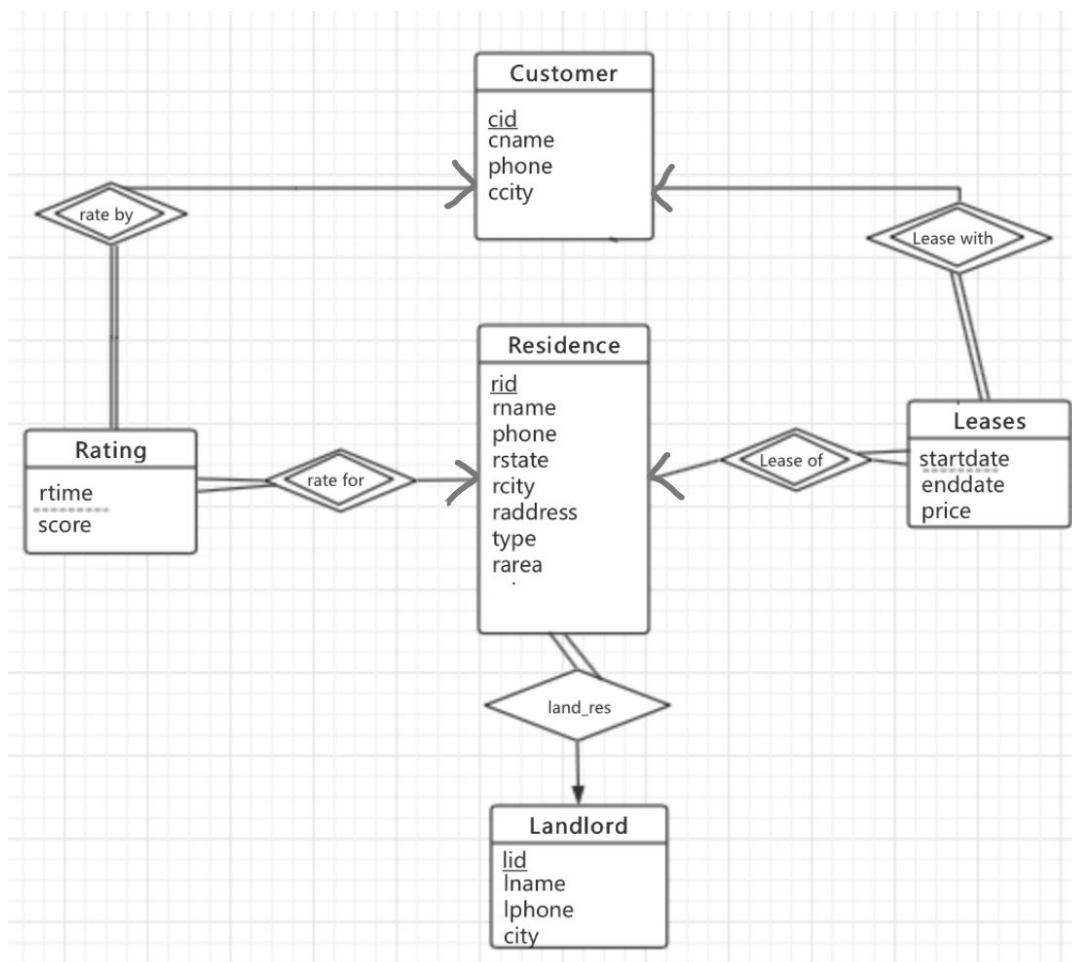 Customer
cid
cname
phone
ccity
rate by
Lease with
Residence
rid
rname
phone
rstate
rcity
raddress
type
rarea
Rating
rtime
score
rate for
Lease of
Leases
startdate
enddate
price
land_res
Landlord
lid
lname
lphone
city